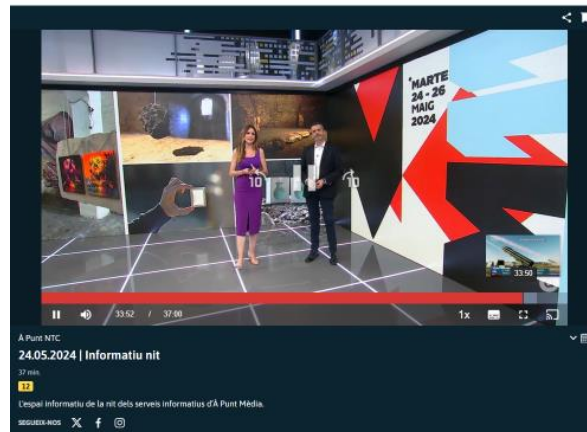 *MARTE
24 - 26
MAIG
2024
10
10
33:50
33:52 / 37:00
1x
À Punt NTC
24.05.2024 | Informatiu nit
37 min.
12
L'espai informatiu de la nit dels serveis informatius d'À Punt Mèdia.
SEGUEIX-NOS